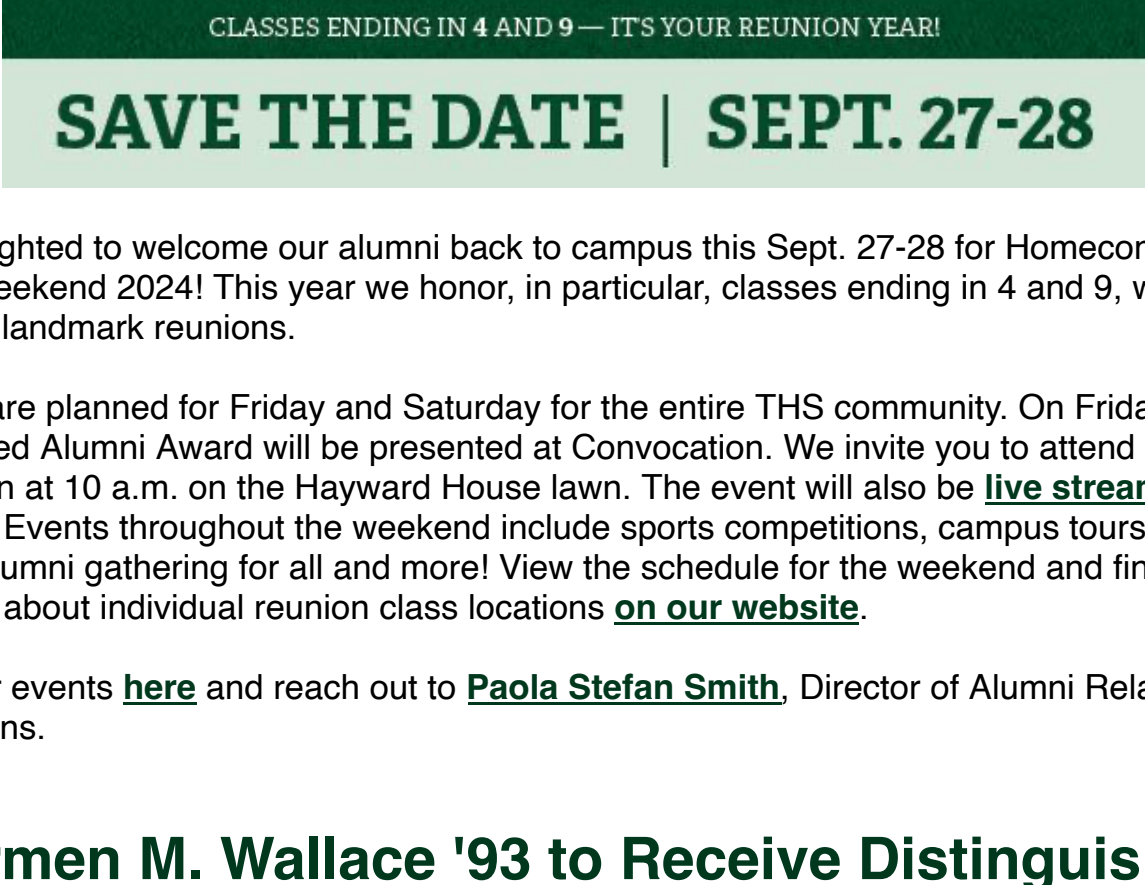 CLASSES ENDING IN 4 AND 9 — IT'S YOUR REUNION YEAR!
SAVE THE DATE | SEPT. 27-28
ghted to welcome our alumni back to campus this Sept. 27-28 for Homecor
eekend 2024! This year we honor, in particular, classes ending in 4 and 9, w
landmark reunions.
are planned for Friday and Saturday for the entire THS community. On Frida
ed Alumni Award will be presented at Convocation. We invite you to attend
n at 10 a.m. on the Hayward House lawn. The event will also be live strear
Events throughout the weekend include sports competitions, campus tours
umni gathering for all and more! View the schedule for the weekend and fin
about individual reunion class locations on our website.
r events here and reach out to Paola Stefan Smith, Director of Alumni Rela
ns.
rmen M. Wallace '93 to Receive Distinguis